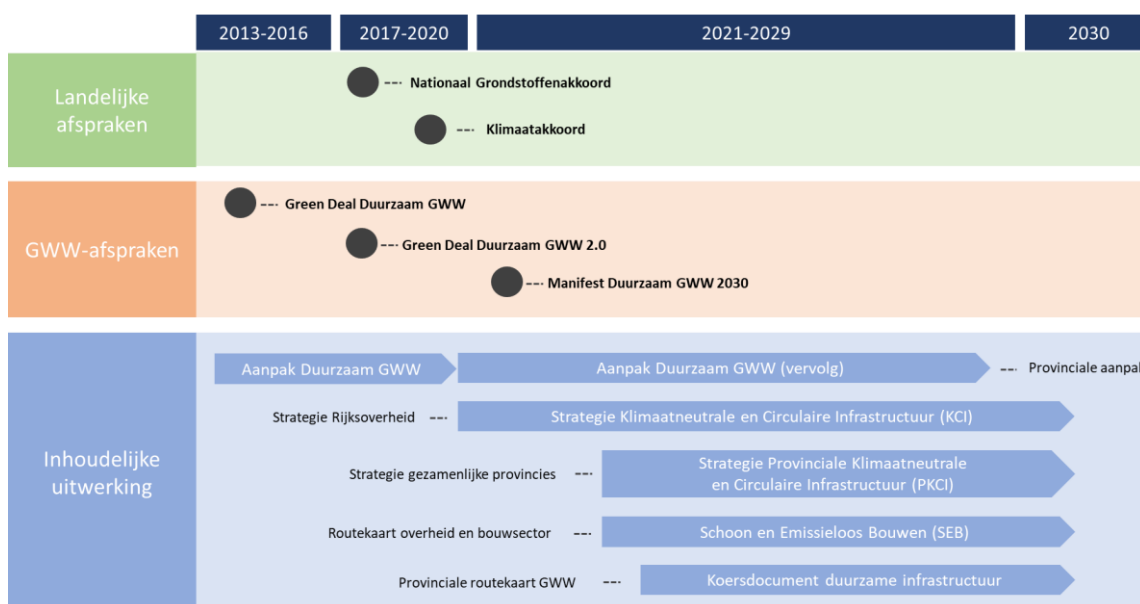 2013-2016
2017-2020
2021-2029
2030
Landelijke
afspraken
Nationaal Grondstoffenakkoord
Klimaatakkoord
GWW-afspraken
Green Deal Duurzaam GWW
Green Deal Duurzaam GWW 2.0
Manifest Duurzaam GWW 2030
Inhoudelijke
uitwerking
Aanpak Duurzaam GWW
Aanpak Duurzaam GWW (vervolg)
Provinciale aanpak
Strategie Rijksoverheid
Strategie Klimaatneutrale en Circulaire Infrastructuur (KCI)
Strategie gezamenlijke provincies
Strategie Provinciale Klimaatneutrale
en Circulaire Infrastructuur (PKCI)
Routekaart overheid en bouwsector
Schoon en Emissieloos Bouwen (SEB)
Provinciale routekaart GWW
Koersdocument duurzame infrastructuur